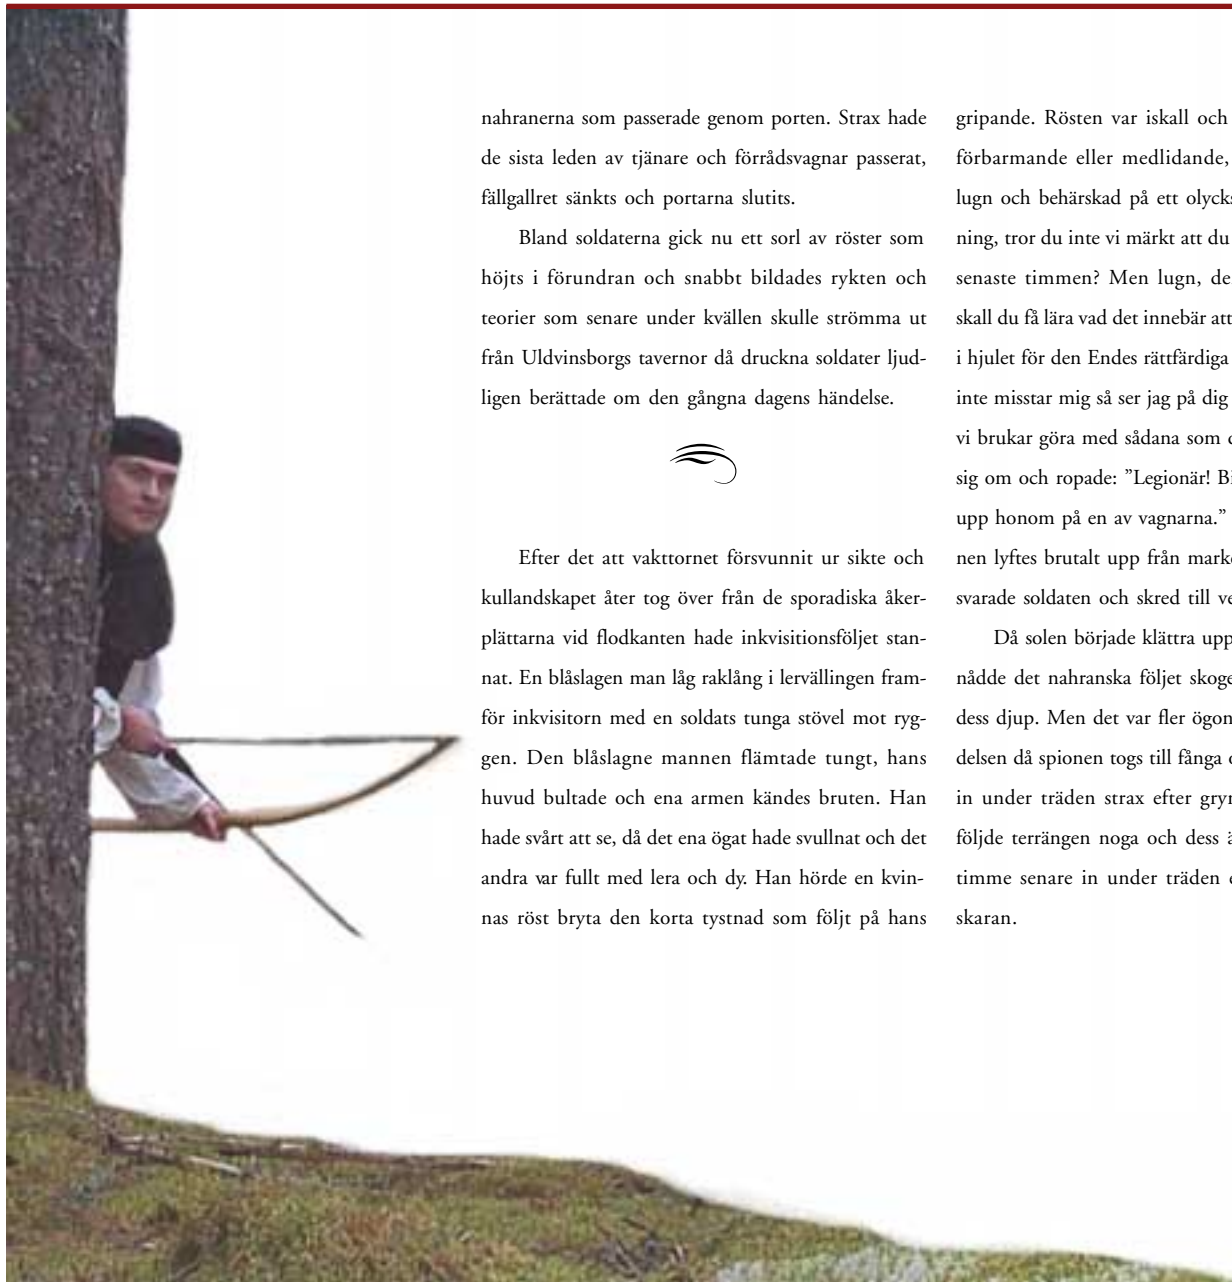 nahranerna som passerade genom porten. Strax hade
de sista leden av tjänare och förrådsvagnar passerat,
fällgallret sänkts och portarna slutits.
Bland soldaterna gick nu ett sorl av röster som
höjts i förundran och snabbt bildades rykten och
teorier som senare under kvällen skulle strömma ut
från Uldvinsborgs tavernor då druckna soldater ljud-
ligen berättade om den gångna dagens händelse.
Efter det att vakttornet försvunnit ur sikte och
kullandskapet åter tog över från de sporadiska åker-
plättarna vid flodkanten hade inkvisitionsföljet stan-
nat. En blåslagen man låg raklång i lervällingen fram-
för inkvisitorn med en soldats tunga stövel mot ryg-
gen. Den blåslagne mannen flämtade tungt, hans
huvud bultade och ena armen kändes bruten. Han
hade svårt att se, då det ena ögat hade svullnat och det
andra var fullt med lera och dy. Han hörde en kvin-
nas röst bryta den korta tystnad som följt på hans
gripande. Rösten var iskall och
förbarmande eller medlidande,
lugn och behärskad på ett
ning, tror du inte vi märkt att du
senaste timmen? Men lugn,
skall du få lära vad det innebär att
i hjulet för den Endes rättfärdiga
inte misstar mig så ser jag på dig
vi brukar göra med sådana som
sig om och ropade: ”Legionär!
upp honom på en av vagnarna.”
nen lyftes brutalt upp från
svarade soldaten och skred till
Då solen började klättra upp
nådde det nahranska följet
dess djup. Men det var fler ögon
delsen då spionen togs till fånga
in under träden strax efter
följde terrängen noga och dess
timme senare in under träden
skaran.